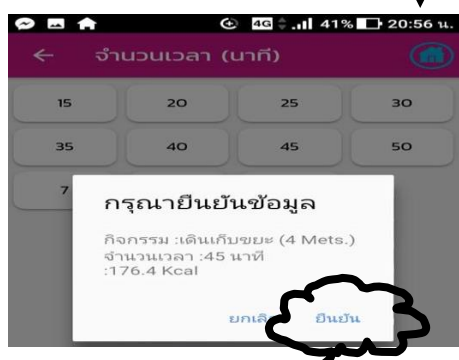 4G 41% 20:56 น.
← จำนวนเวลา (นาที)
15 20 25 30
35 40 45 50
7
กรุณายืนยันข้อมูล
กิจกรรม :เดินเก็บขยะ (4 Mets.)
จำนวนเวลา :45 นาที
:176.4 Kcal
ยืนยัน